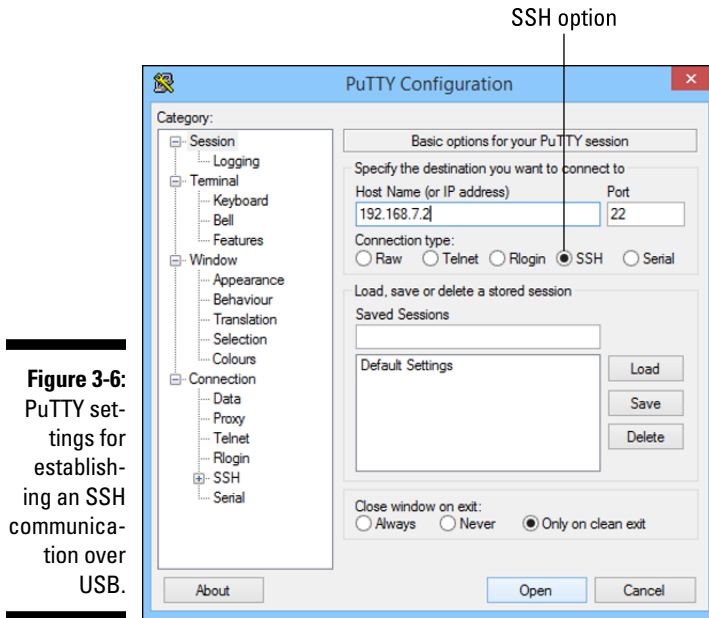 SSH option
PuTTY Configuration
Category:
Session
Logging
Terminal
Keyboard
Bell
Features
Window
Appearance
Behaviour
Translation
Selection
Colours
Connection
Data
Proxy
Telnet
Rlogin
SSH
Serial
Basic options for your PuTTY session
Specify the destination you want to connect to
Host Name (or IP address) Port
192.168.7.2 22
Connection type:
Raw Telnet Rlogin SSH Serial
Load, save or delete a stored session
Saved Sessions
Default Settings
Load
Save
Delete
Close window on exit:
Always Never Only on clean exit
About Open Cancel
Figure 3-6:
PuTTY set-
tings for
establish-
ing an SSH
communica-
tion over
USB.